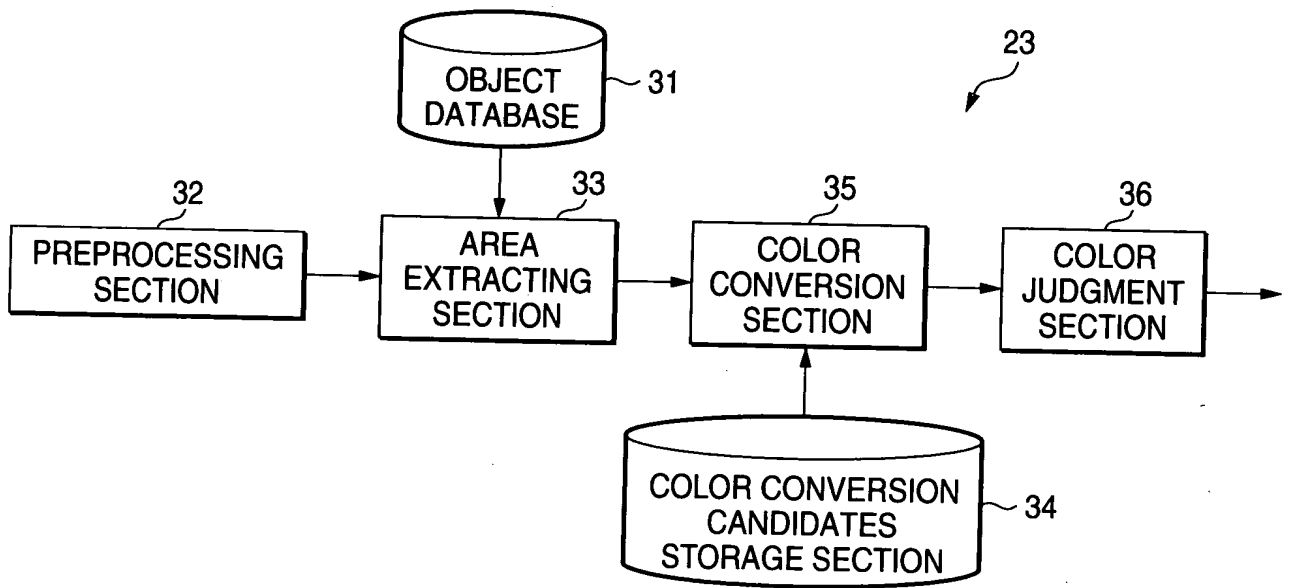 OBJECT
DATABASE
31
23
32
PREPROCESSING
SECTION
33
AREA
EXTRACTING
SECTION
35
COLOR
CONVERSION
SECTION
36
COLOR
JUDGMENT
SECTION
COLOR CONVERSION
CANDIDATES
STORAGE SECTION
34